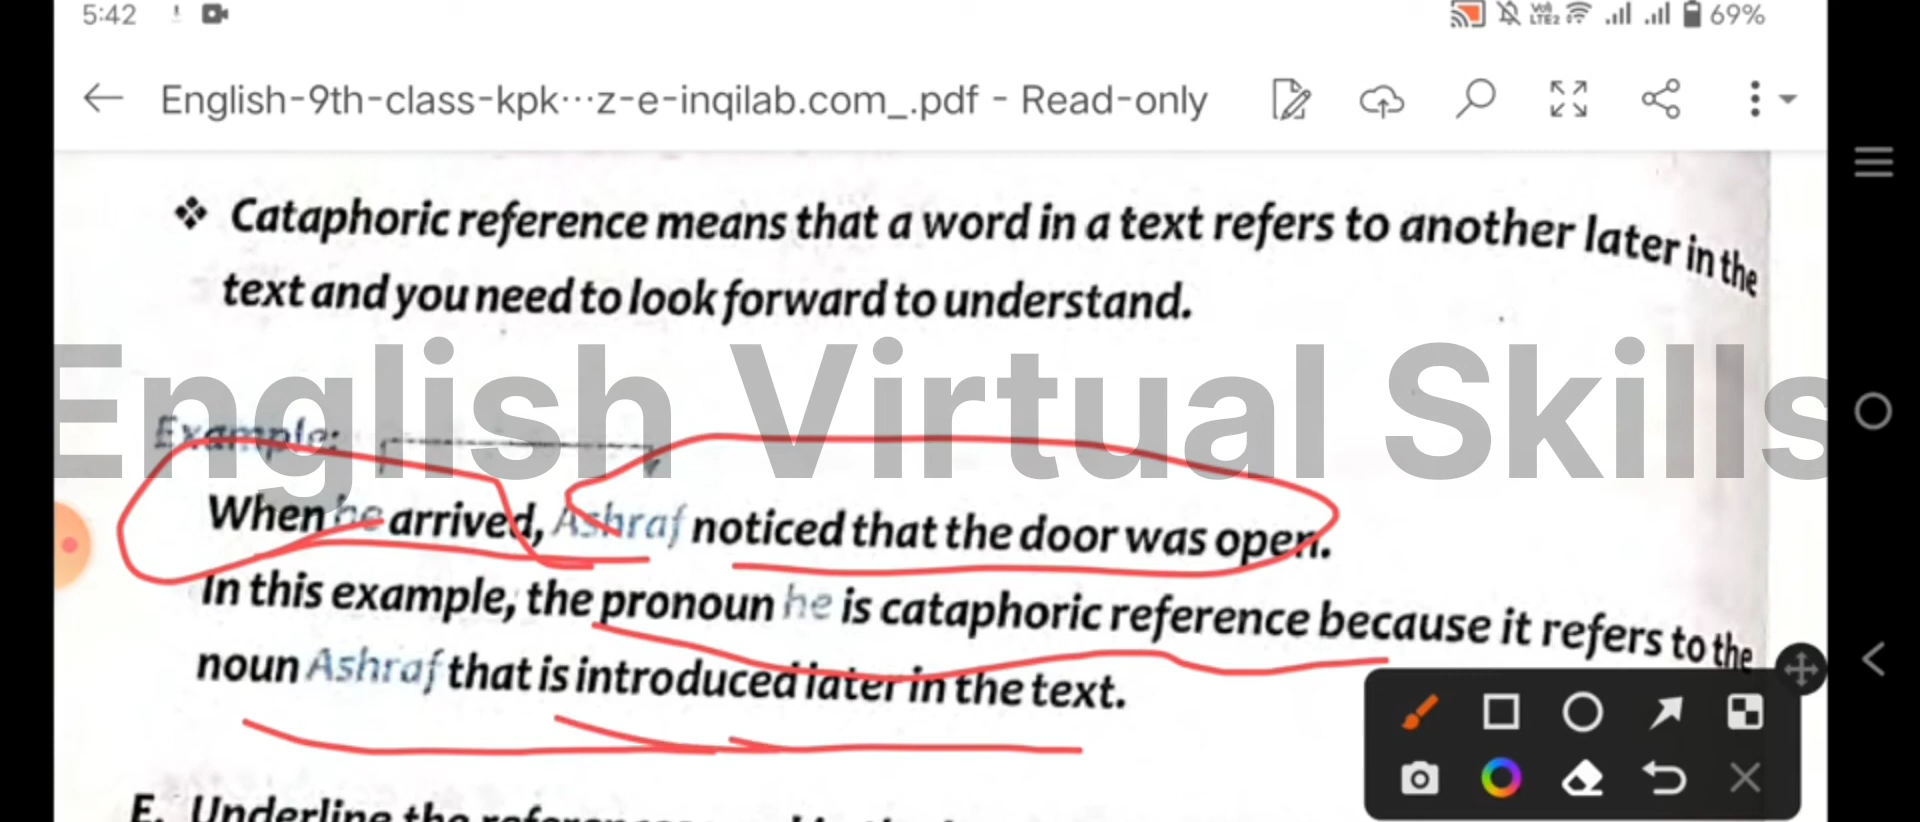 5:42 Vo) LTE2 69%
English-9th-class-kpk···z-e-inqilab.com_.pdf - Read-only
❖ Cataphoric reference means that a word in a text refers to another later in the
text and you need to look forward to understand.
English Virtual Skills
Example:
When he arrived, Ashraf noticed that the door was open.
In this example, the pronoun he is cataphoric reference because it refers to the
noun Ashraf that is introduced later in the text.
E. Underline the